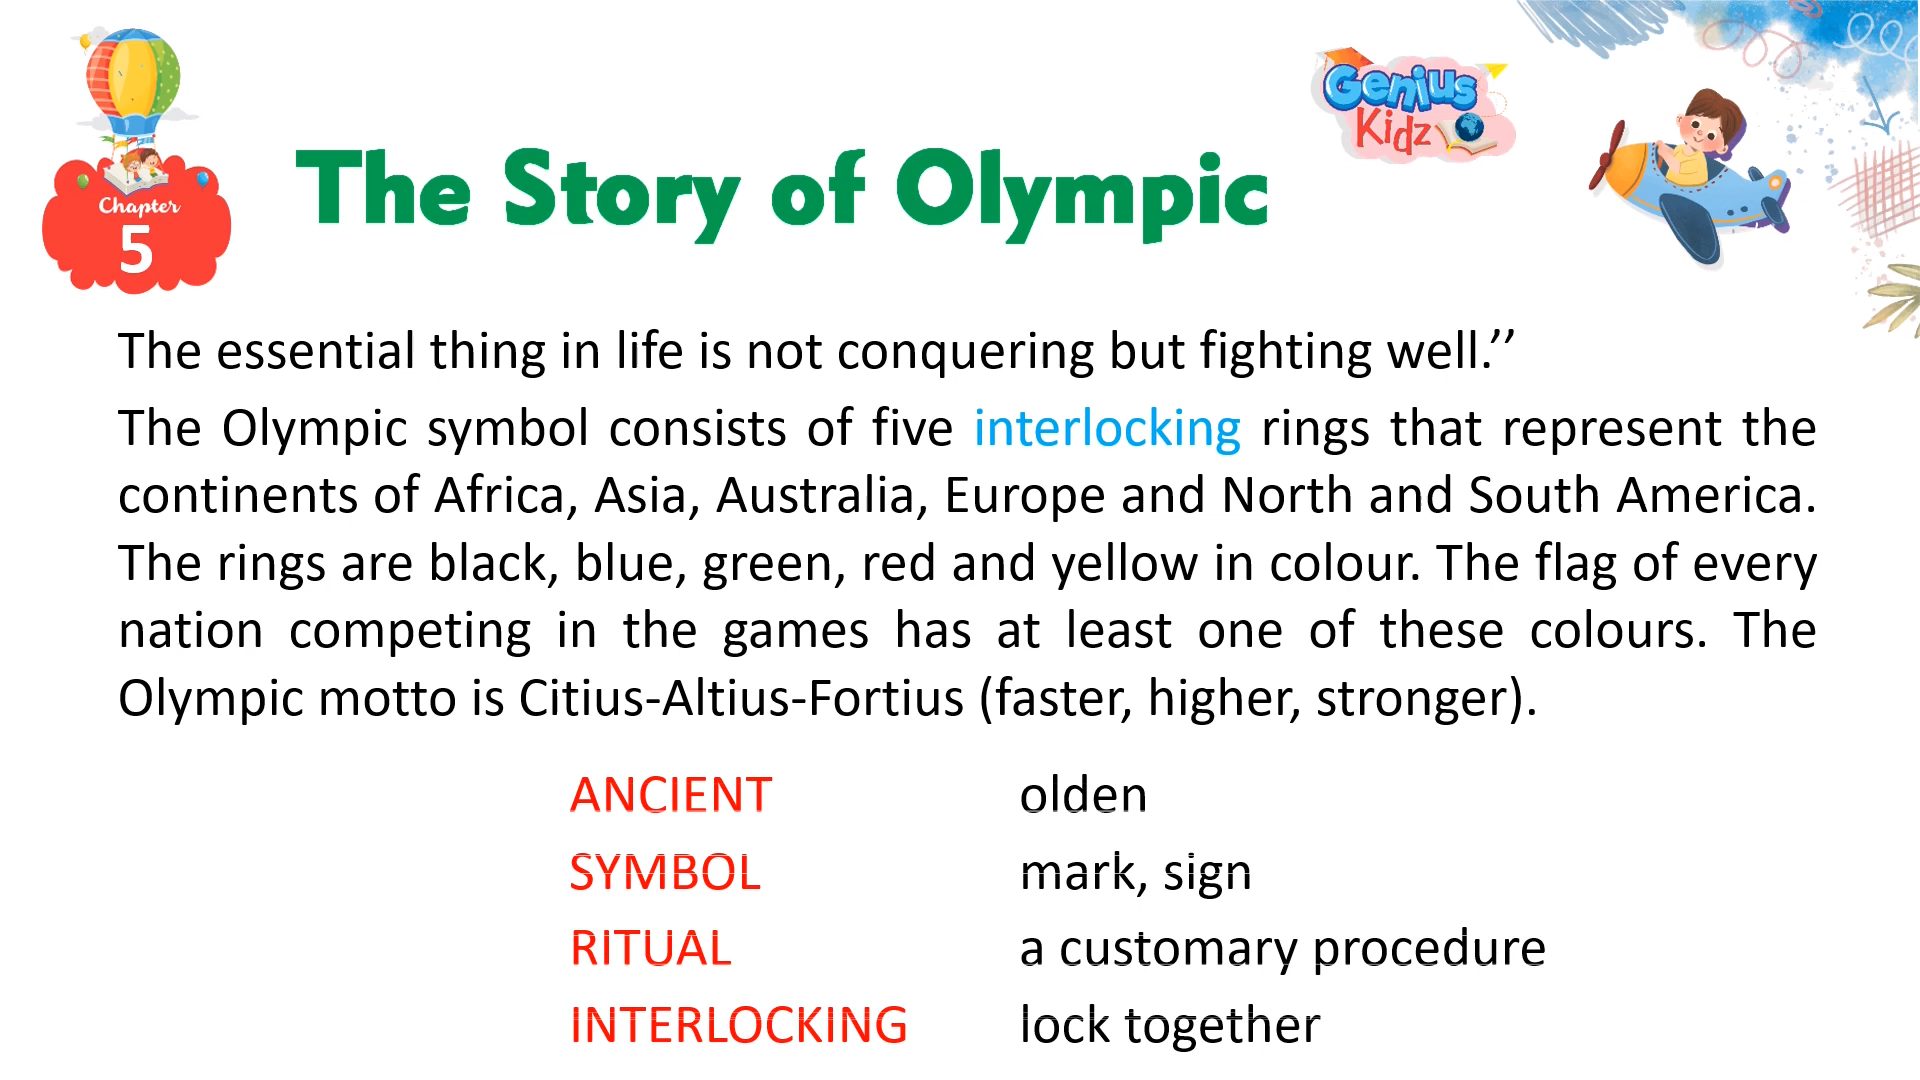 Chapter
5
Genius
Kidz
The Story of Olympic
The essential thing in life is not conquering but fighting well.’’
The Olympic symbol consists of five interlocking rings that represent the
continents of Africa, Asia, Australia, Europe and North and South America.
The rings are black, blue, green, red and yellow in colour. The flag of every
nation competing in the games has at least one of these colours. The
Olympic motto is Citius-Altius-Fortius (faster, higher, stronger).
ANCIENT olden
SYMBOL mark, sign
RITUAL a customary procedure
INTERLOCKING lock together